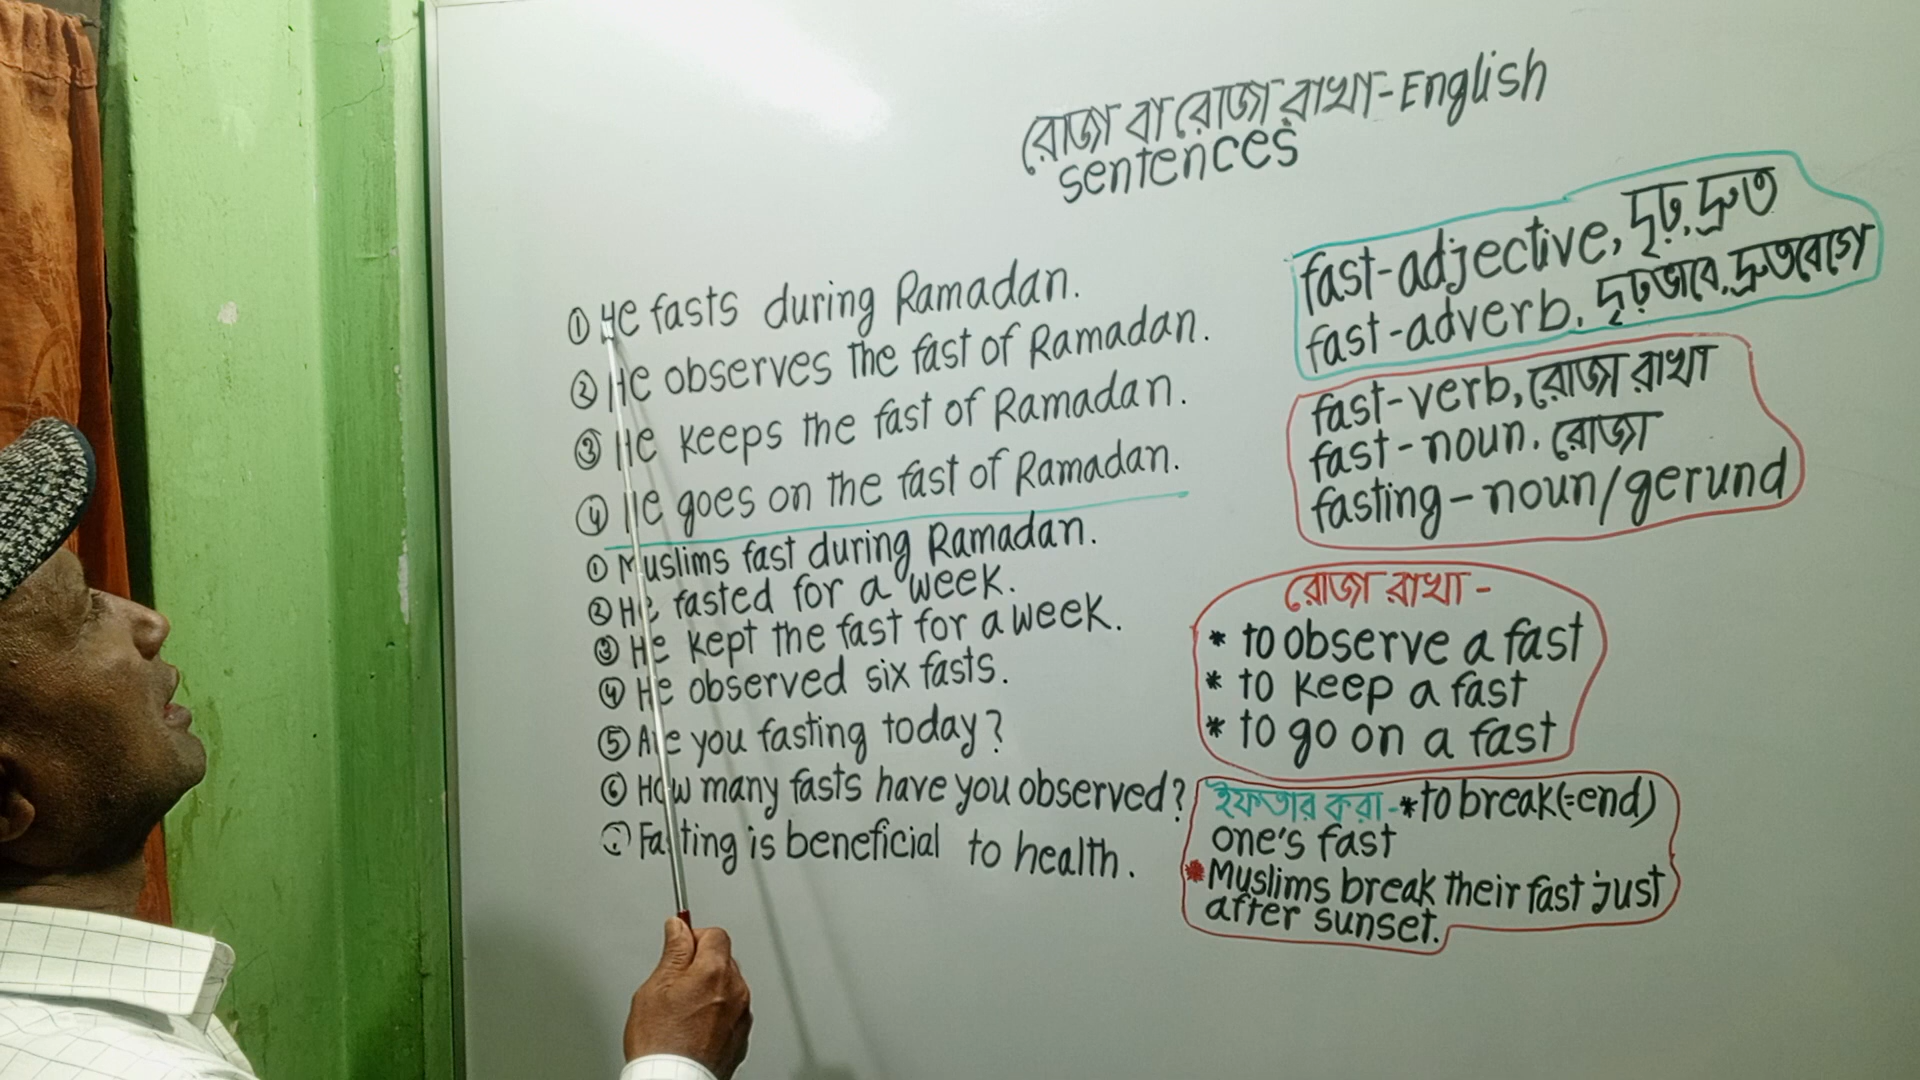 রোজা বা রোজা রাখা-English
sentences
① He fasts during Ramadan.
② He observes the fast of Ramadan.
③ He keeps the fast of Ramadan.
④ He goes on the fast of Ramadan.
① Muslims fast during Ramadan.
② He fasted for a week.
③ He kept the fast for a week.
④ He observed six fasts.
⑤ Are you fasting today?
⑥ How many fasts have you observed?
⑦ Fasting is beneficial to health.
fast-adjective, দৃঢ়, দ্রুত
fast-adverb. দৃঢ়ভাবে, দ্রুতবেগে
fast-verb, রোজা রাখা
fast-noun. রোজা
fasting-noun/gerund
রোজা রাখা-
* to observe a fast
* to keep a fast
* to go on a fast
ইফতার করা-* to break(=end)
one's fast
* Muslims break their fast just
after sunset.